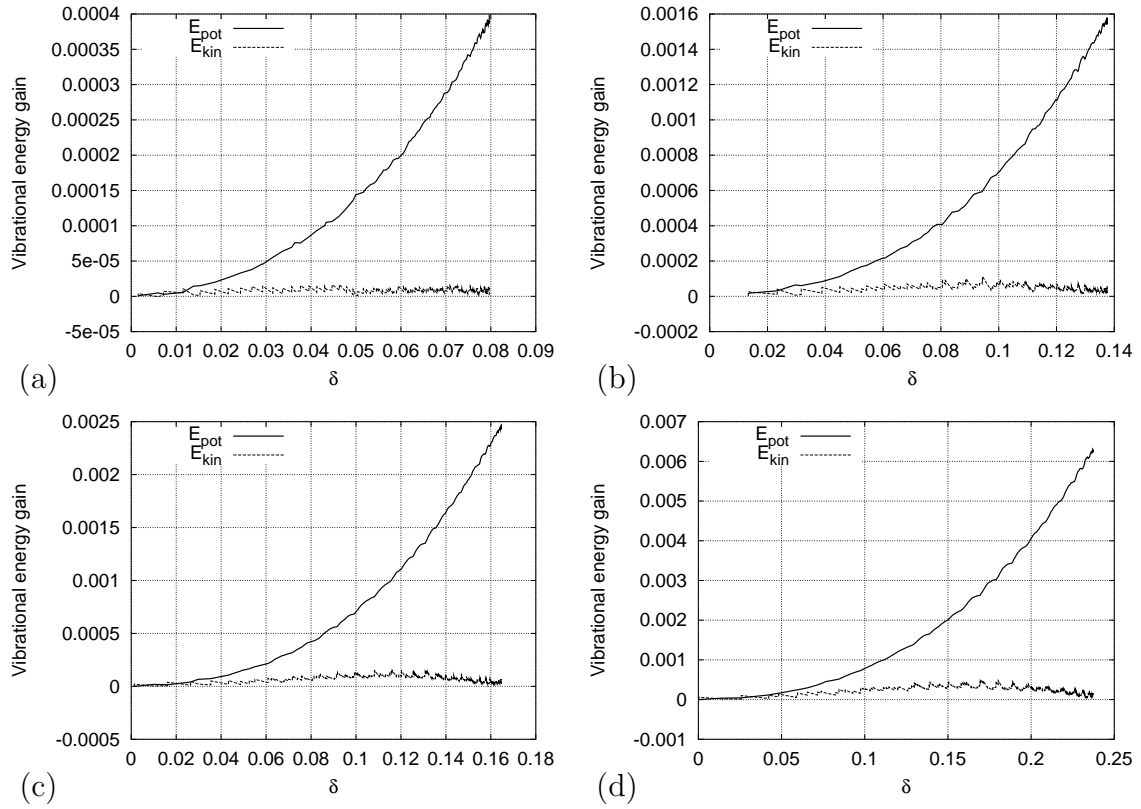 0.0004
0.00035
0.0003
0.00025
0.0002
0.00015
0.0001
5e-05
0
-5e-05
Vibrational energy gain
E_pot
E_kin
0 0.01 0.02 0.03 0.04 0.05 0.06 0.07 0.08 0.09
δ
(a)
0.0016
0.0014
0.0012
0.001
0.0008
0.0006
0.0004
0.0002
0
-0.0002
Vibrational energy gain
E_pot
E_kin
0 0.02 0.04 0.06 0.08 0.1 0.12 0.14
δ
(b)
0.0025
0.002
0.0015
0.001
0.0005
0
-0.0005
Vibrational energy gain
E_pot
E_kin
0 0.02 0.04 0.06 0.08 0.10 0.12 0.14 0.16 0.18
δ
(c)
0.007
0.006
0.005
0.004
0.003
0.002
0.001
0
-0.001
Vibrational energy gain
E_pot
E_kin
0 0.05 0.1 0.15 0.2 0.25
δ
(d)